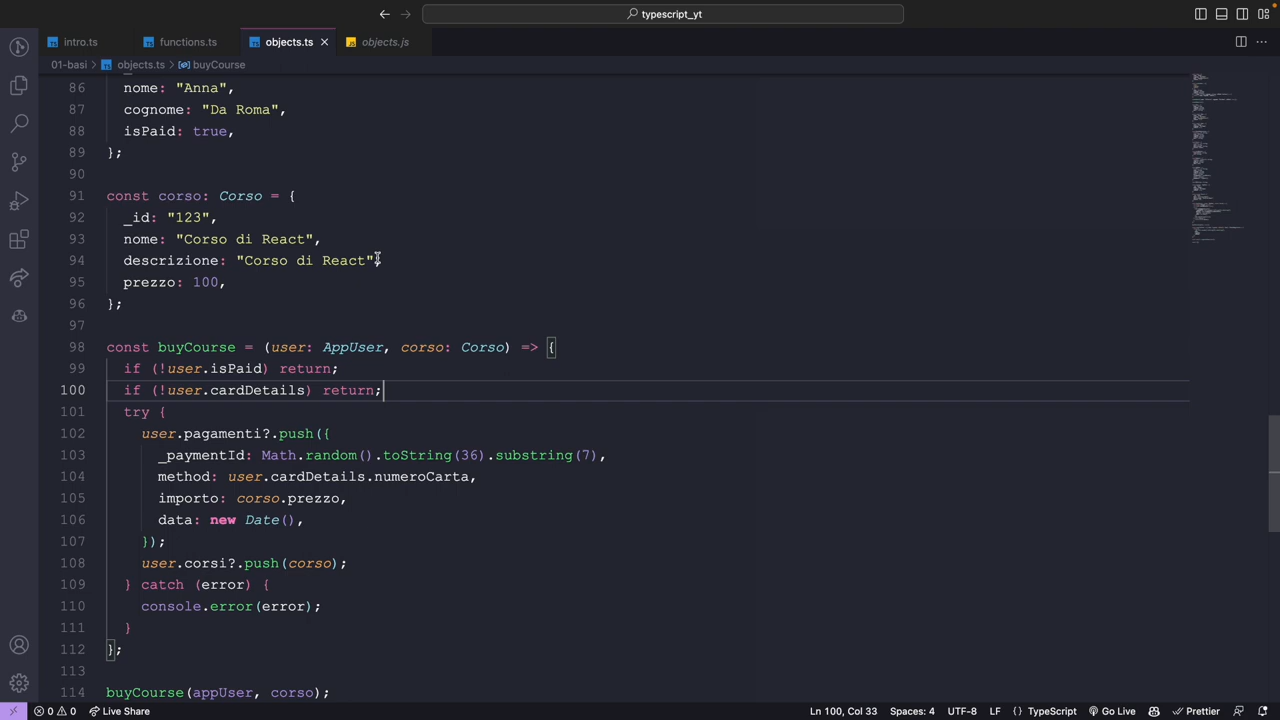 typescript_yt
intro.ts
functions.ts
objects.ts
objects.js
01-basi > objects.ts > buyCourse
86 nome: "Anna",
87 cognome: "Da Roma",
88 isPaid: true,
89 };
90
91 const corso: Corso = {
92 _id: "123",
93 nome: "Corso di React",
94 descrizione: "Corso di React",
95 prezzo: 100,
96 };
97
98 const buyCourse = (user: AppUser, corso: Corso) => {
99 if (!user.isPaid) return;
100 if (!user.cardDetails) return;
101 try {
102 user.pagamenti?.push({
103 _paymentId: Math.random().toString(36).substring(7),
104 method: user.cardDetails.numeroCarta,
105 importo: corso.prezzo,
106 data: new Date(),
107 });
108 user.corsi?.push(corso);
109 } catch (error) {
110 console.error(error);
111 }
112 };
113
114 buyCourse(appUser, corso);
0 0 Live Share Ln 100, Col 33 Spaces: 4 UTF-8 LF {} TypeScript Go Live Prettier